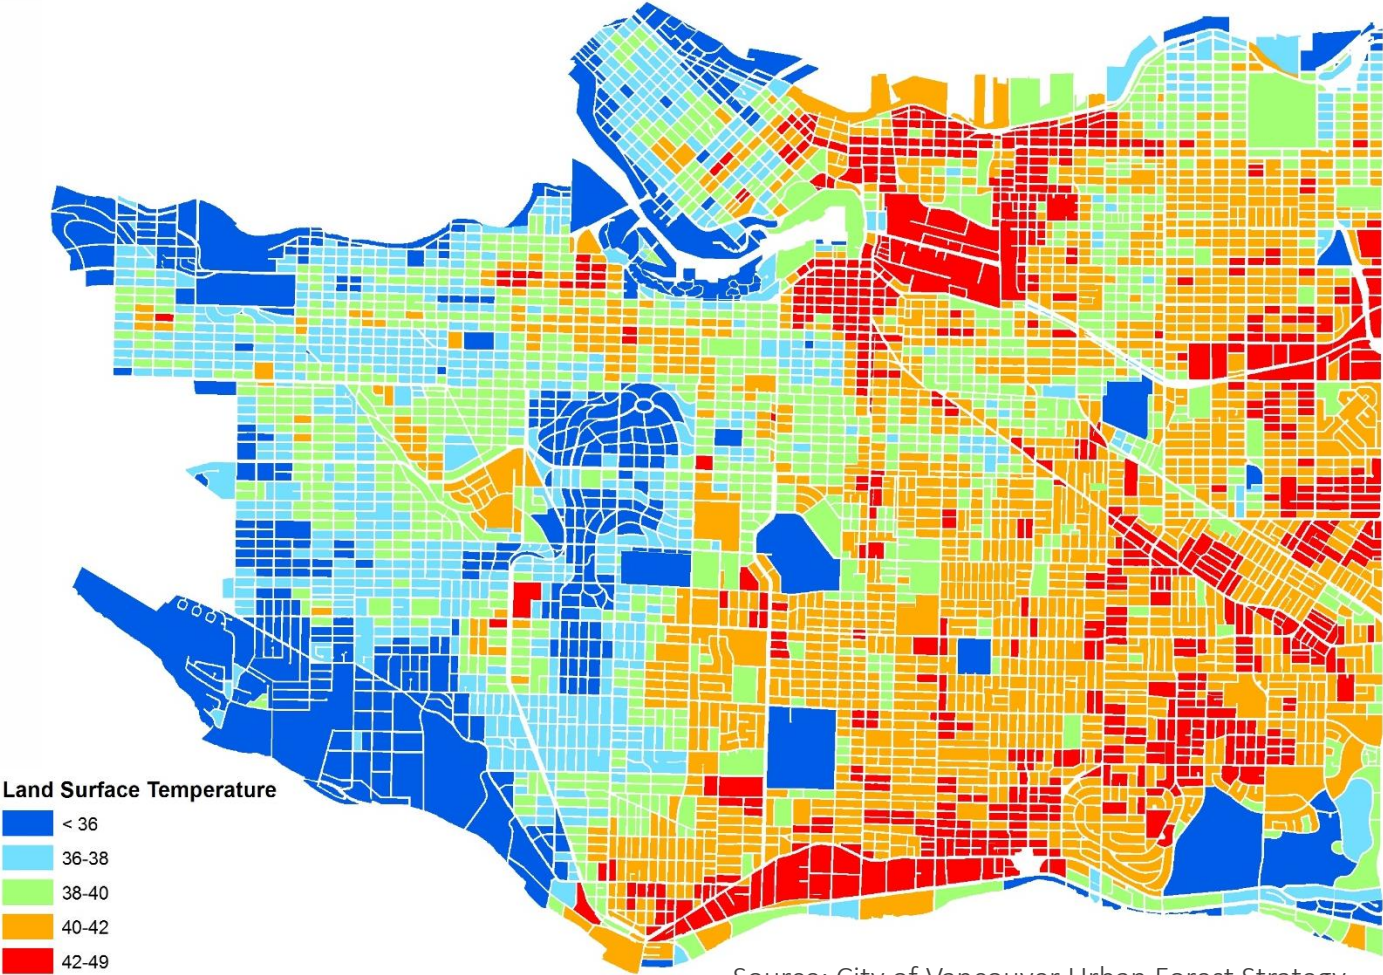 Land Surface Temperature
< 36
36-38
38-40
40-42
42-49
Source: City of Vancouver Urban Forest Strategy